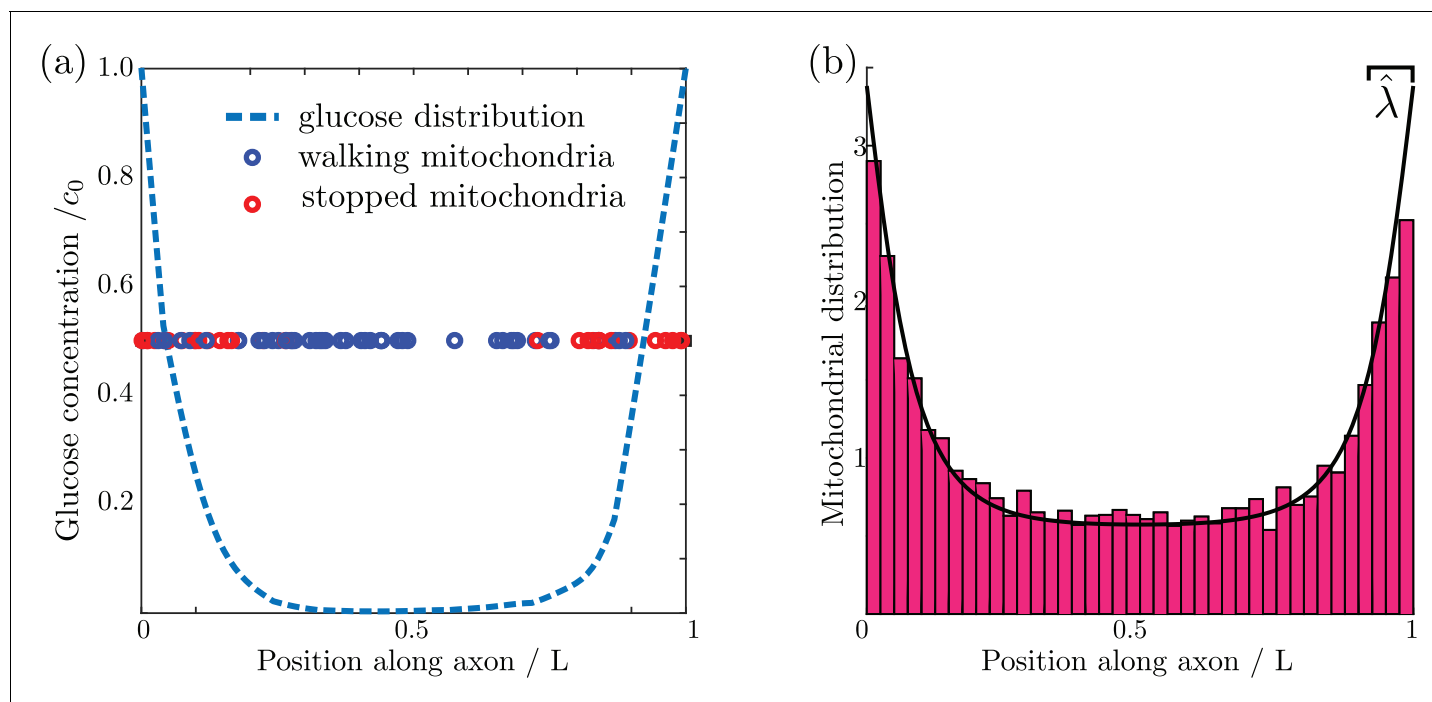 (a)
1.0
0.8
0.6
0.4
0.2
Glucose concentration /c₀
glucose distribution
walking mitochondria
stopped mitochondria
0
0.5
1
Position along axon / L
(b)
3
2
1
Mitochondrial distribution
λ̂
0
0.5
1
Position along axon / L